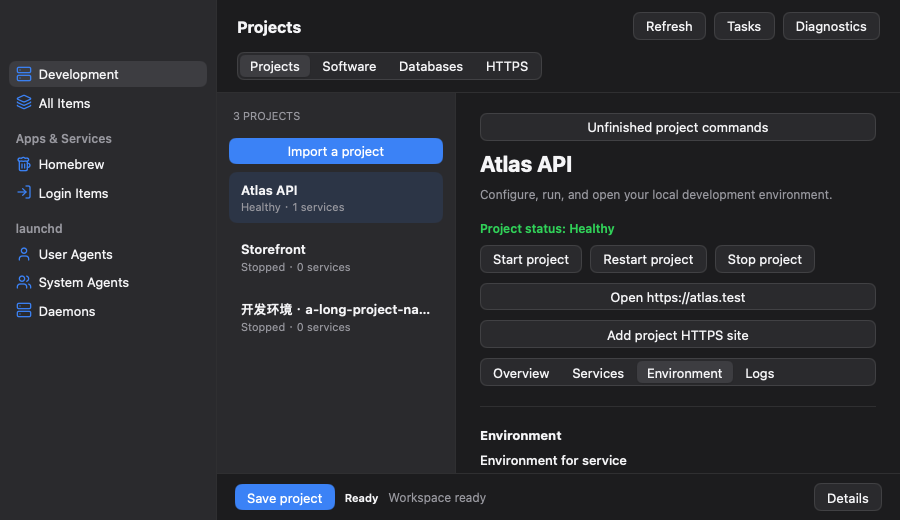 Development
All Items
Apps & Services
Homebrew
Login Items
launchd
User Agents
System Agents
Daemons
Projects
Refresh
Tasks
Diagnostics
Projects
Software
Databases
HTTPS
3 PROJECTS
Import a project
Atlas API
Healthy · 1 services
Storefront
Stopped · 0 services
开发环境 · a-long-project-na...
Stopped · 0 services
Unfinished project commands
Atlas API
Configure, run, and open your local development environment.
Project status: Healthy
Start project
Restart project
Stop project
Open https://atlas.test
Add project HTTPS site
Overview
Services
Environment
Logs
Environment
Environment for service
Save project
Ready
Workspace ready
Details